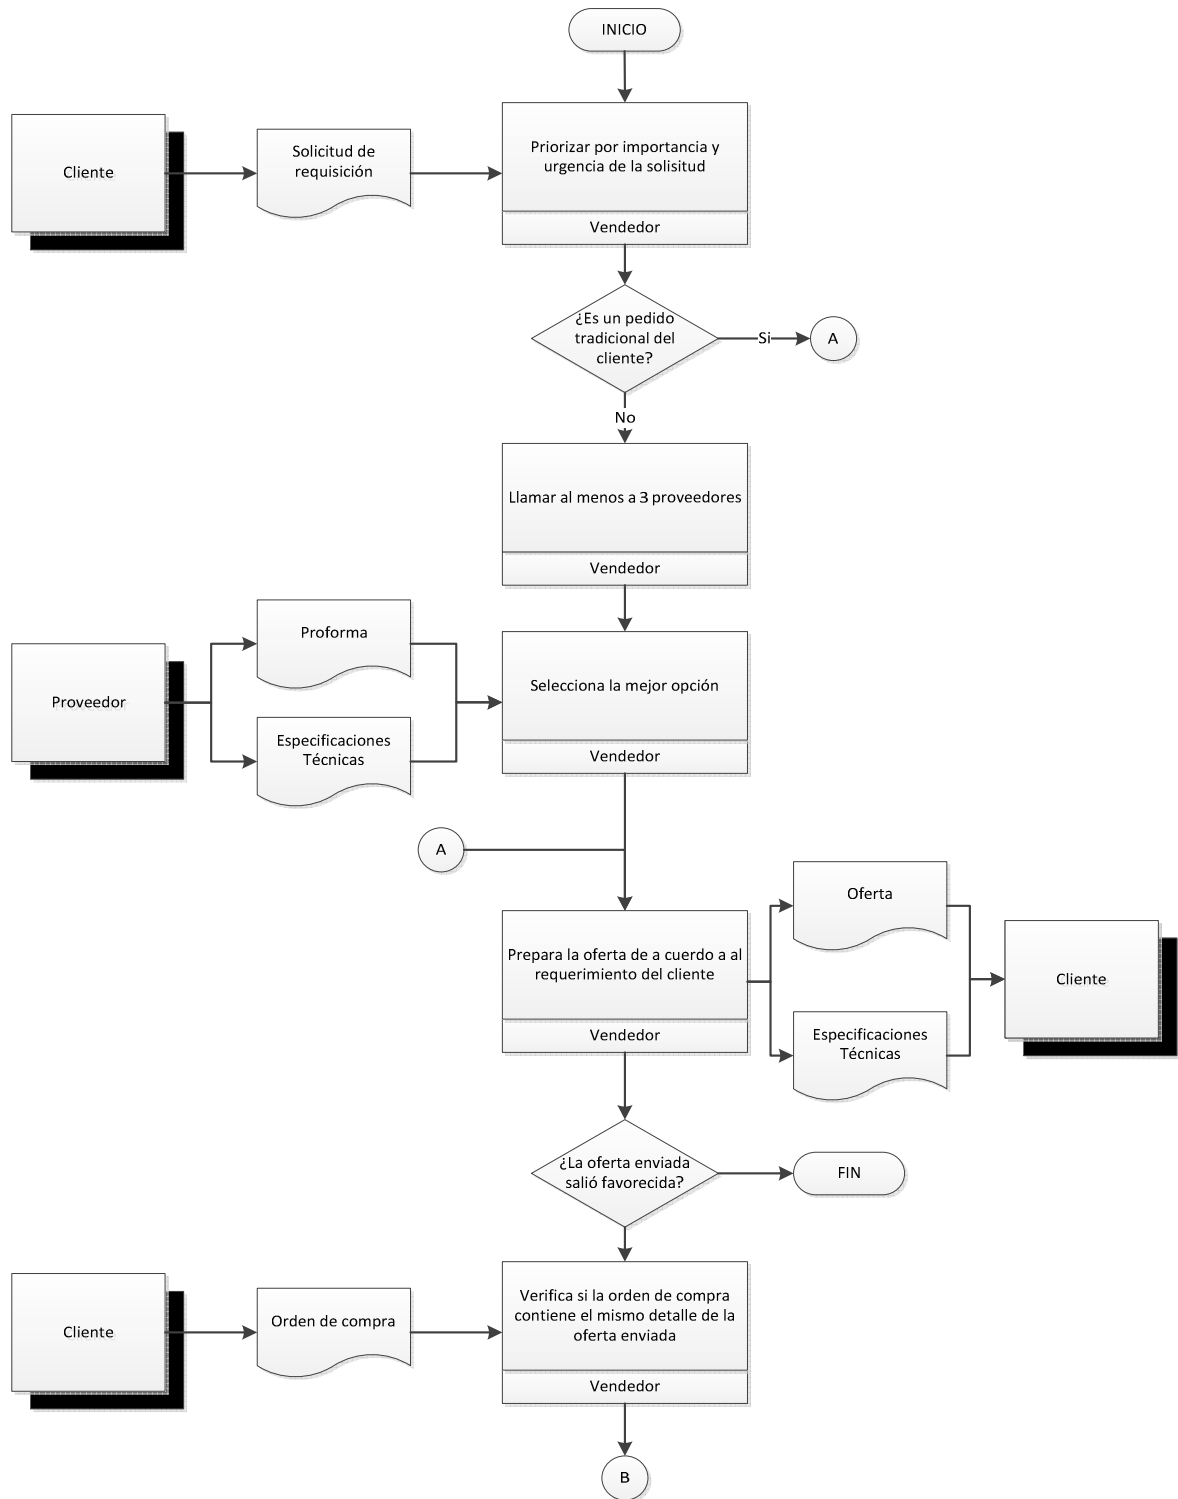 INICIO
Cliente
Solicitud de
requisición
Priorizar por importancia y
urgencia de la solisitud
Vendedor
¿Es un pedido
tradicional del
cliente?
Si
A
No
Llamar al menos a 3 proveedores
Vendedor
Proveedor
Proforma
Especificaciones
Técnicas
Selecciona la mejor opción
Vendedor
A
Prepara la oferta de a cuerdo a al
requerimiento del cliente
Vendedor
Oferta
Especificaciones
Técnicas
Cliente
¿La oferta enviada
salió favorecida?
FIN
Cliente
Orden de compra
Verifica si la orden de compra
contiene el mismo detalle de la
oferta enviada
Vendedor
B